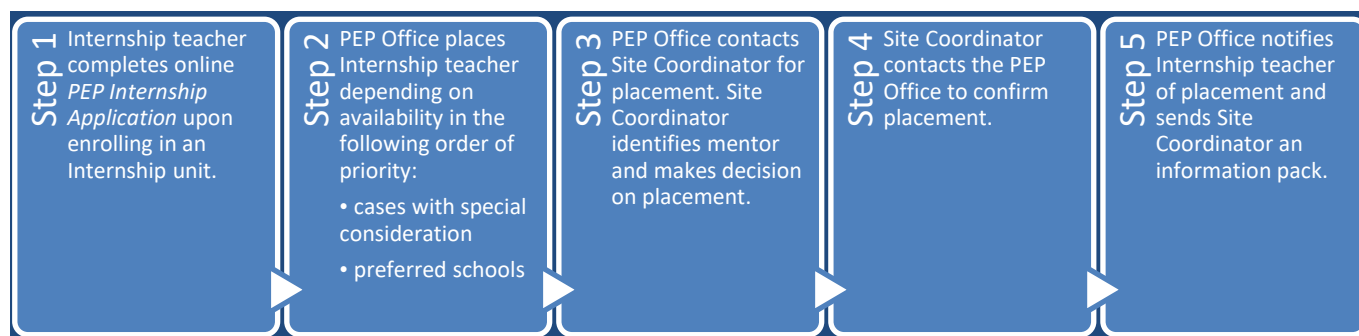 Step 1
Internship teacher
completes online
PEP Internship
Application upon
enrolling in an
Internship unit.
Step 2
PEP Office places
Internship teacher
depending on
availability in the
following order of
priority:
• cases with special
consideration
• preferred schools
Step 3
PEP Office contacts
Site Coordinator for
placement. Site
Coordinator
identifies mentor
and makes decision
on placement.
Step 4
Site Coordinator
contacts the PEP
Office to confirm
placement.
Step 5
PEP Office notifies
Internship teacher
of placement and
sends Site
Coordinator an
information pack.